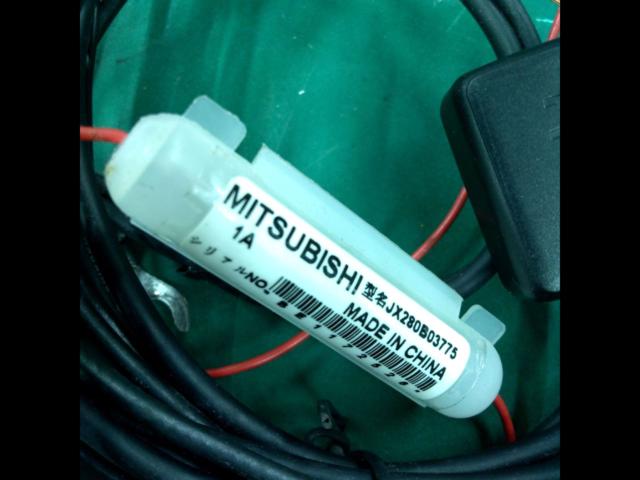 MITSUBISHI
1A 型名JX280B03775
MADE IN CHINA
シリアルNO.